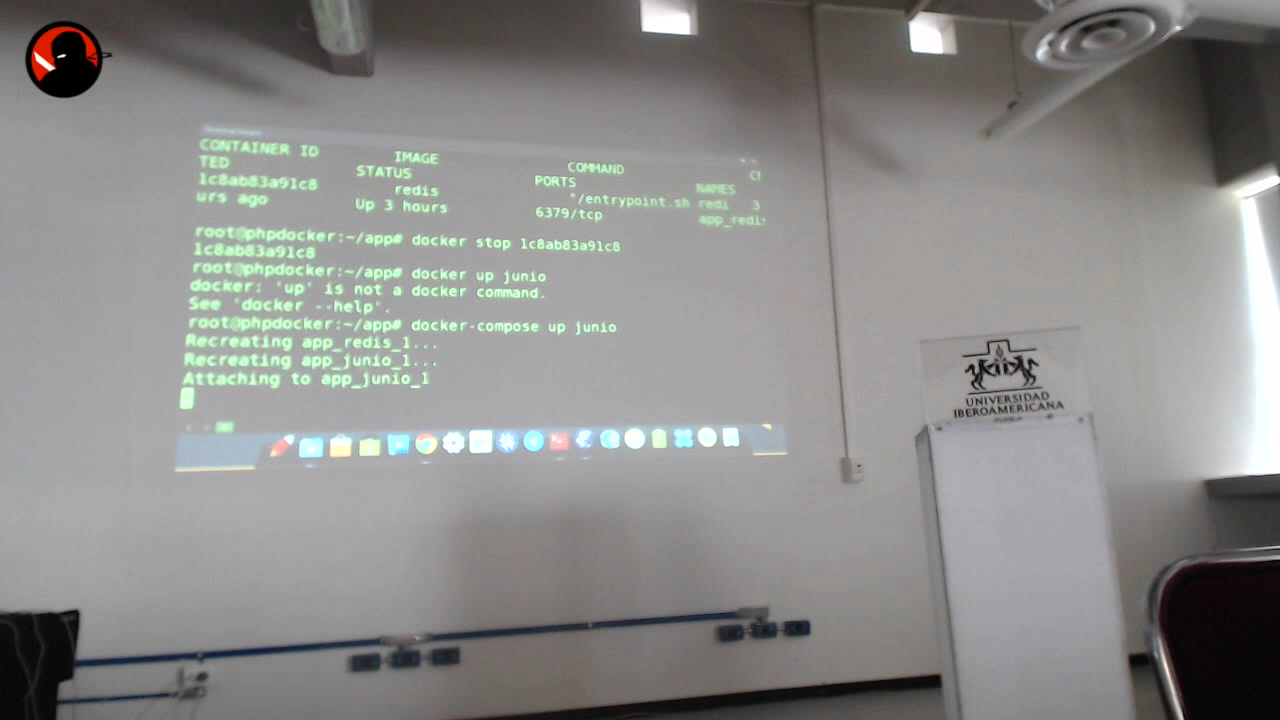 CONTAINER ID IMAGE COMMAND
TED STATUS PORTS NAMES
1c8ab83a91c8 redis "/entrypoint.sh redi 3
urs ago Up 3 hours 6379/tcp app_redis
root@phpdocker:~/app# docker stop 1c8ab83a91c8
1c8ab83a91c8
root@phpdocker:~/app# docker up junio
docker: 'up' is not a docker command.
See 'docker --help'.
root@phpdocker:~/app# docker-compose up junio
Recreating app_redis_1...
Recreating app_junio_1...
Attaching to app_junio_1
UNIVERSIDAD
IBEROAMERICANA
PUEBLA